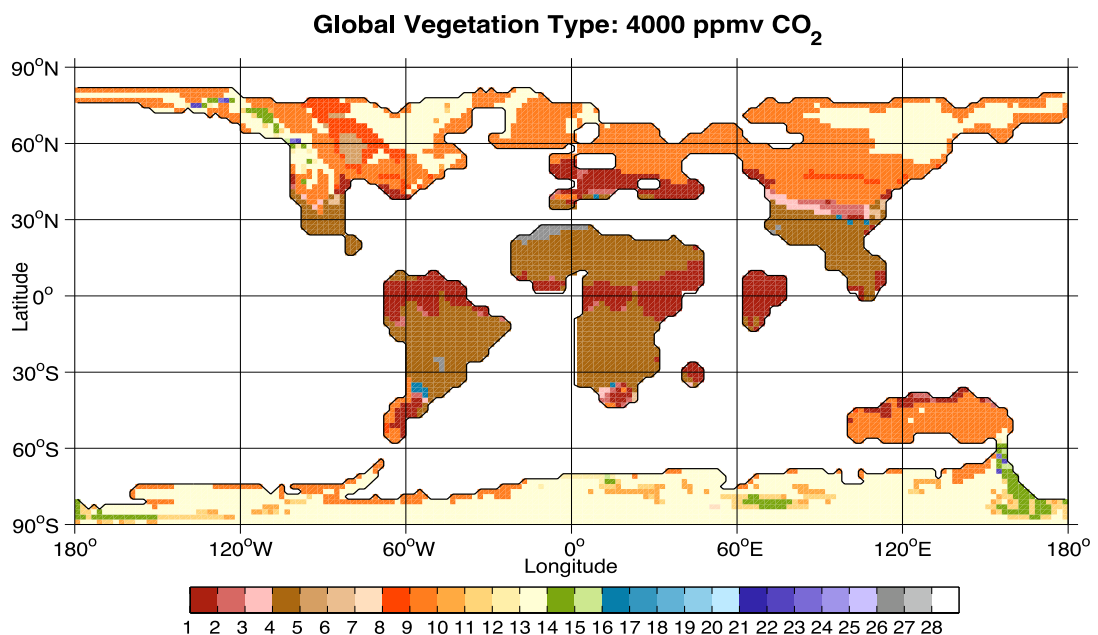 Global Vegetation Type: 4000 ppmv CO2
90°N
60°N
30°N
0°
30°S
60°S
90°S
Latitude
180° 120°W 60°W 0° 60°E 120°E 180°
Longitude
1 2 3 4 5 6 7 8 9 10 11 12 13 14 15 16 17 18 19 20 21 22 23 24 25 26 27 28